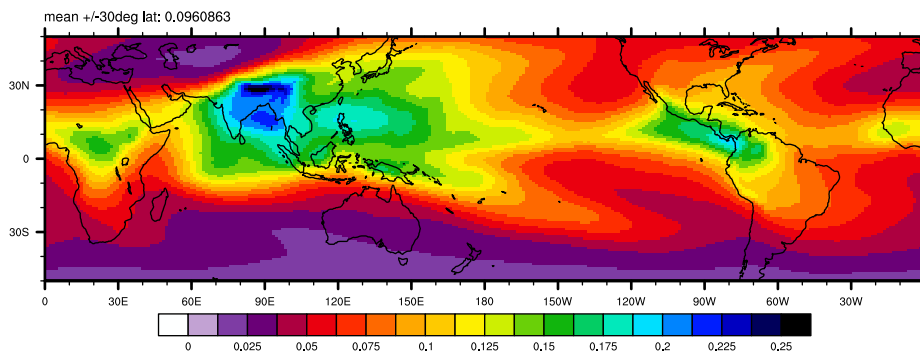 mean +/-30deg lat: 0.0960863
30N
0
30S
0 30E 60E 90E 120E 150E 180 150W 120W 90W 60W 30W
0 0.025 0.05 0.075 0.1 0.125 0.15 0.175 0.2 0.225 0.25